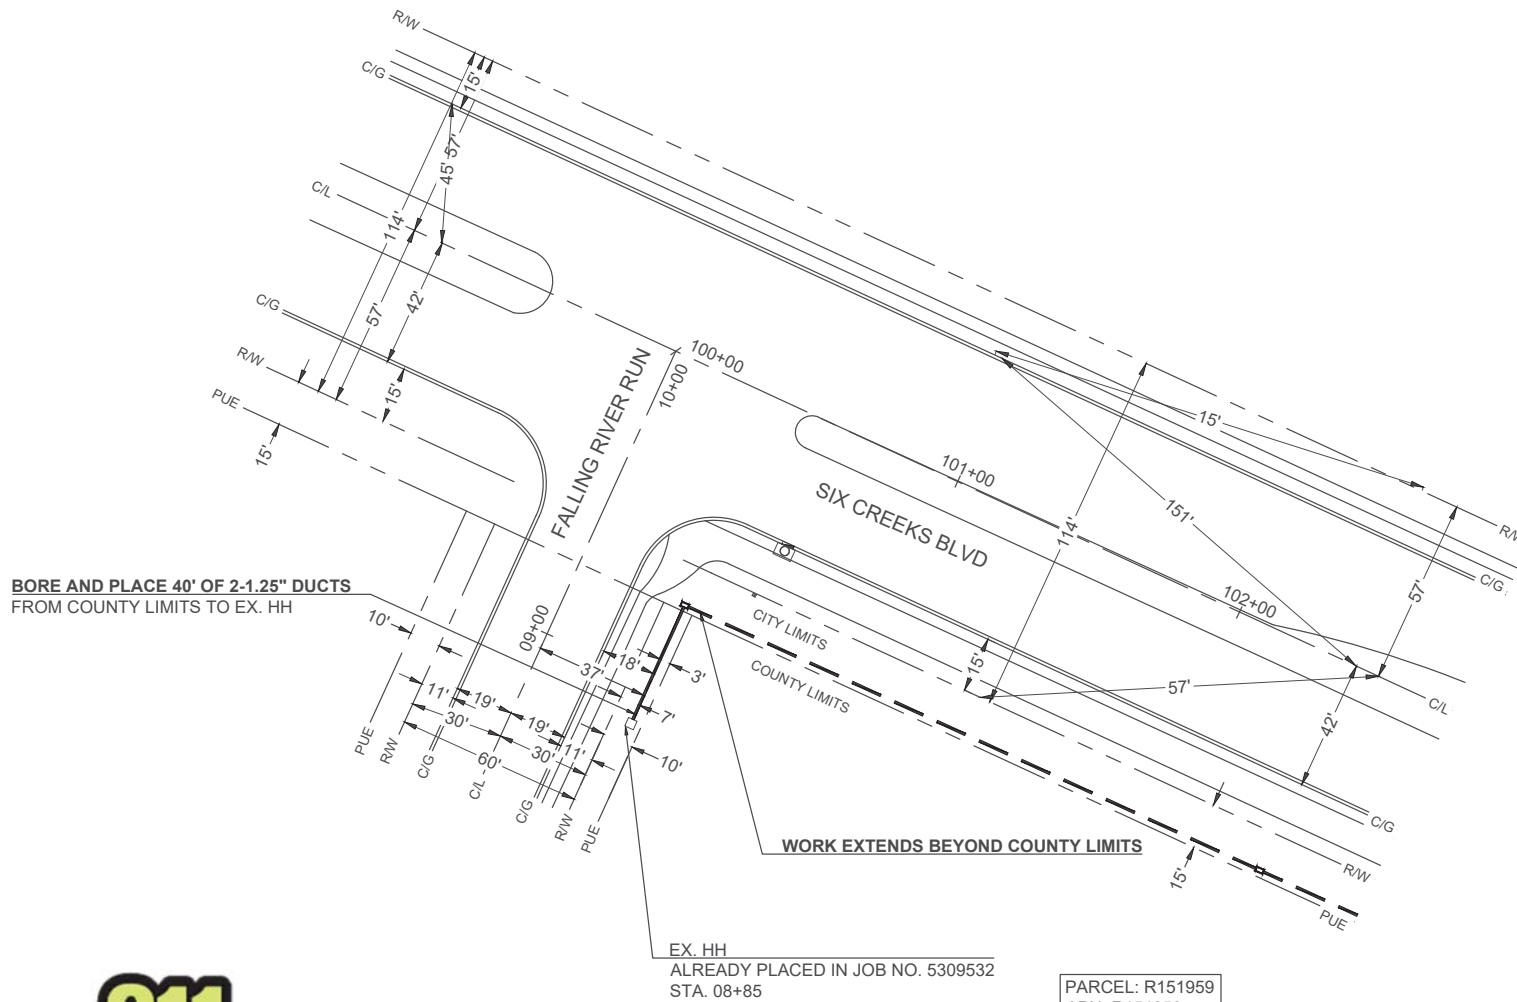 R/W
C/G
15'
57'
45'
C/L
114'
57'
42'
C/G
R/W
PUE
15'
15'
FALLING RIVER RUN
100+00
10+00
101+00
SIX CREEKS BLVD
15'
151'
114'
102+00
57'
R/W
C/G
BORE AND PLACE 40' OF 2-1.25" DUCTS
FROM COUNTY LIMITS TO EX. HH
10'
09+00
CITY LIMITS
COUNTY LIMITS
18'
37'
3'
7'
15'
57'
42'
C/L
11'
19'
30'
19'
60'
30'
11'
10'
PUE
R/W
C/G
C/L
C/G
R/W
PUE
C/G
R/W
15'
PUE
WORK EXTENDS BEYOND COUNTY LIMITS
EX. HH
ALREADY PLACED IN JOB NO. 5309532
STA. 08+85
PARCEL: R151959
811